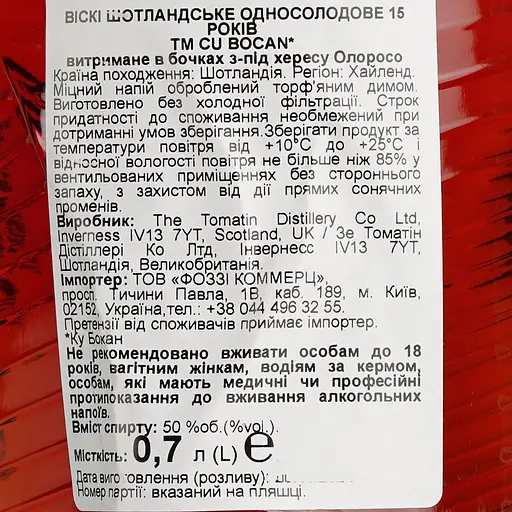 ВІСКІ ШОТЛАНДСЬКЕ ОДНОСОЛОДОВЕ 15
РОКІВ
ТМ CU BOCAN*
витримане в бочках з-під хересу Олоросо
Країна походження: Шотландія. Регіон: Хайленд.
Міцний напій оброблений торф'яним димом.
Виготовлено без холодної фільтрації. Строк
придатності до споживання необмежений при
дотриманні умов зберігання.Зберігати продукт за
температури повітря від +10°С до +25°С і
відносної вологості повітря не більше ніж 85% у
вентильованих приміщеннях без стороннього
запаху, з захистом від дії прямих сонячних
променів.
Виробник: The Tomatin Distillery Co Ltd,
Inverness IV13 7YT, Scotland, UK / Зе Томатін
Дістіллері Ко Лтд, Інвернесс IV13 7YT,
Шотландія, Великобританія.
Імпортер: ТОВ «ФОЗЗІ КОММЕРЦ»,
просп. Тичини Павла, 1В, каб. 189, м. Київ,
02152, Україна,тел.: +38 044 496 32 55.
Претензії від споживачів приймає імпортер.
*Ку Бокан
Не рекомендовано вживати особам до 18
років, вагітним жінкам, водіям за кермом,
особам, які мають медичні чи професійні
протипоказання до вживання алкогольних
напоїв.
Вміст спирту: 50 %об.(%vol.).
Місткість: 0,7 л (L) e
Дата виготовлення (розливу):
Номер партії: вказаний на пляшці.